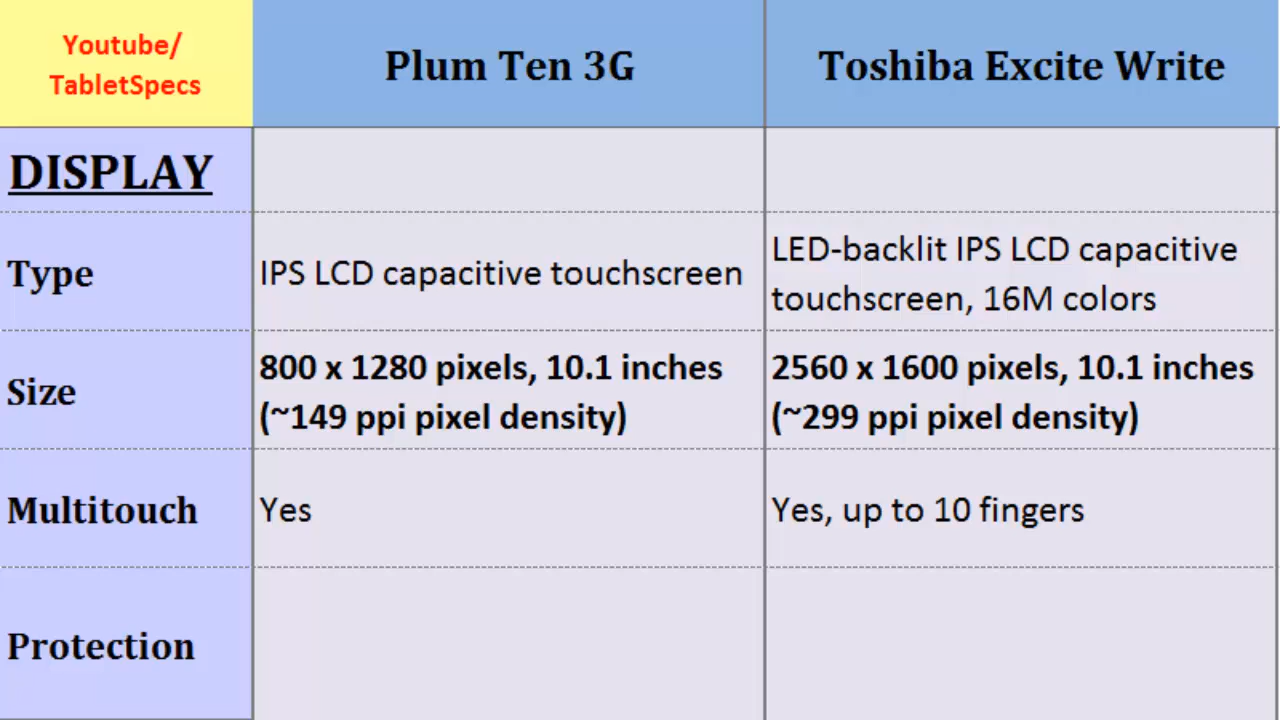 Youtube/
TabletSpecs
Plum Ten 3G
Toshiba Excite Write
DISPLAY
Type
IPS LCD capacitive touchscreen
LED-backlit IPS LCD capacitive
touchscreen, 16M colors
Size
800 x 1280 pixels, 10.1 inches
(~149 ppi pixel density)
2560 x 1600 pixels, 10.1 inches
(~299 ppi pixel density)
Multitouch
Yes
Yes, up to 10 fingers
Protection